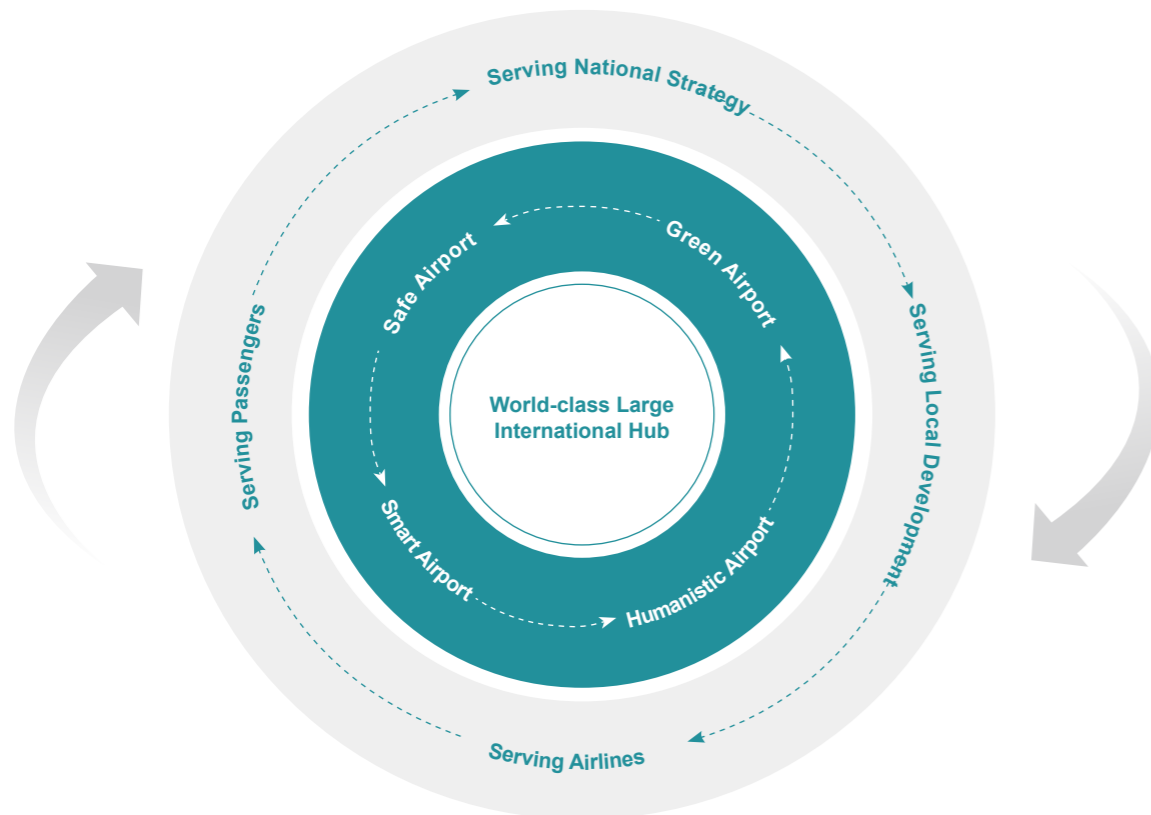 Serving National Strategy
Green Airport
Safe Airport
Serving Passengers
Serving Local Development
World-class Large
International Hub
Smart Airport
Humanistic Airport
Serving Airlines